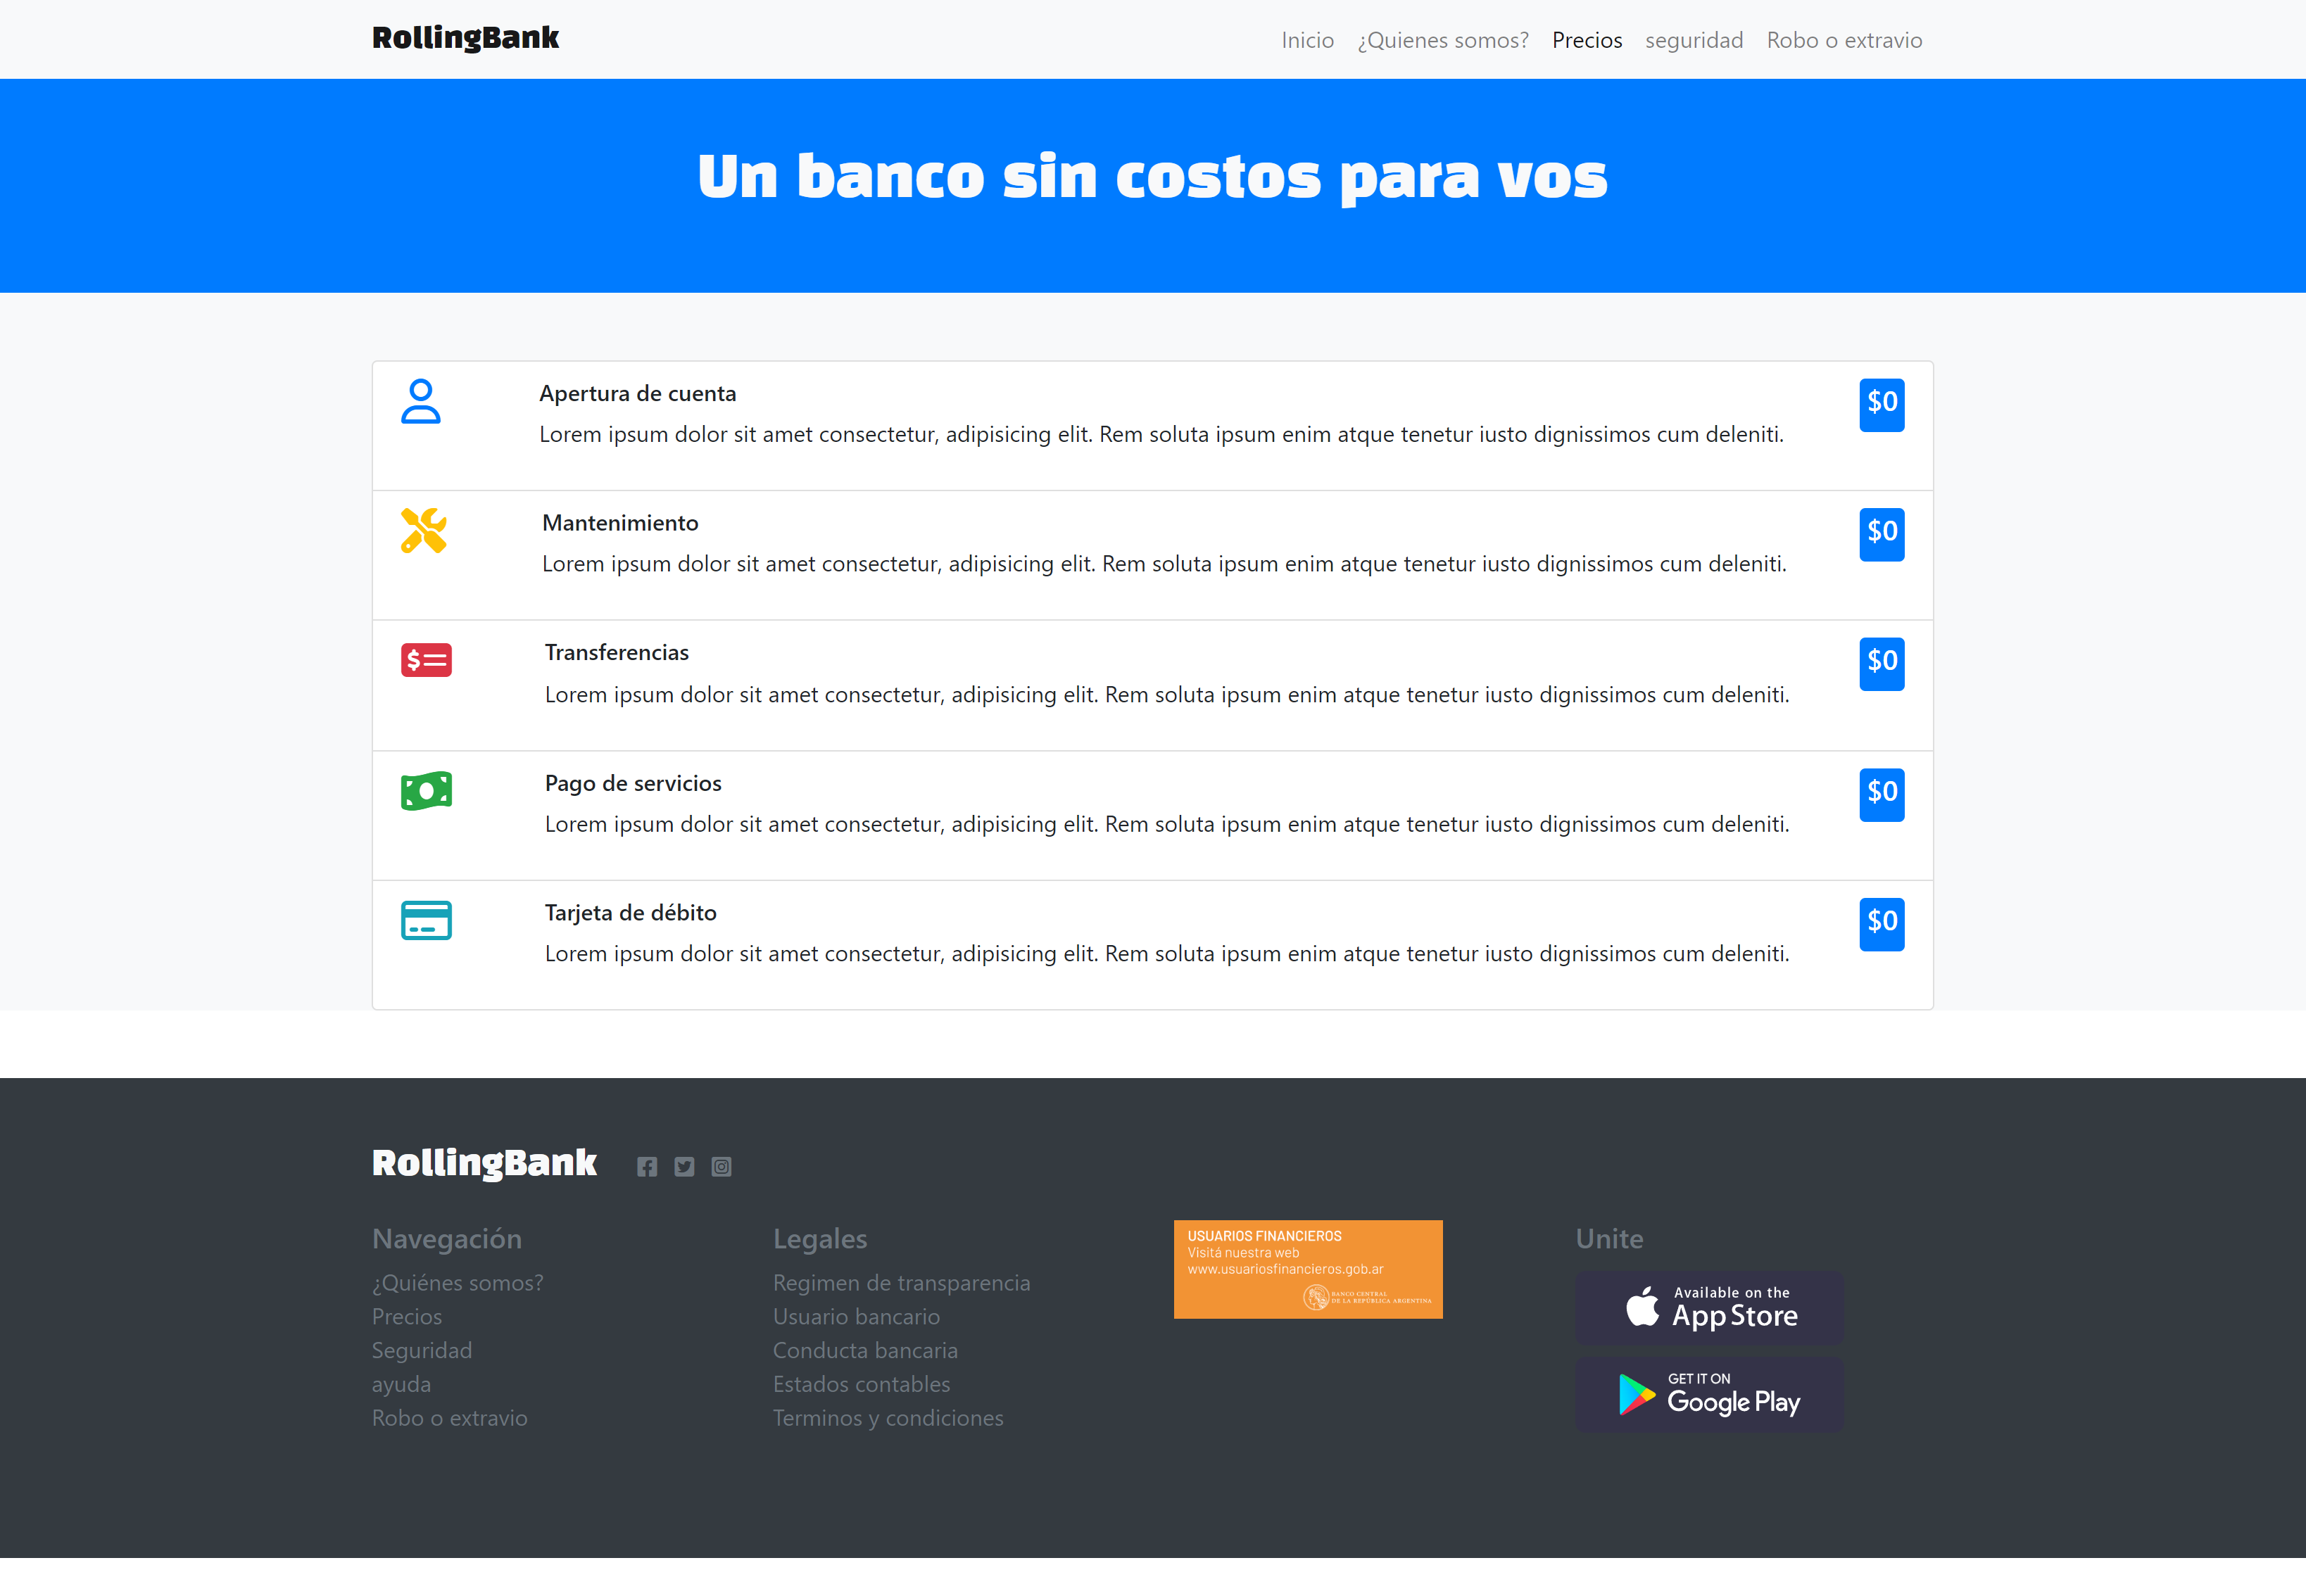 RollingBank
Inicio ¿Quienes somos? Precios seguridad Robo o extravio
Un banco sin costos para vos
Apertura de cuenta
Lorem ipsum dolor sit amet consectetur, adipisicing elit. Rem soluta ipsum enim atque tenetur iusto dignissimos cum deleniti.
$0
Mantenimiento
Lorem ipsum dolor sit amet consectetur, adipisicing elit. Rem soluta ipsum enim atque tenetur iusto dignissimos cum deleniti.
$0
Transferencias
Lorem ipsum dolor sit amet consectetur, adipisicing elit. Rem soluta ipsum enim atque tenetur iusto dignissimos cum deleniti.
$0
Pago de servicios
Lorem ipsum dolor sit amet consectetur, adipisicing elit. Rem soluta ipsum enim atque tenetur iusto dignissimos cum deleniti.
$0
Tarjeta de débito
Lorem ipsum dolor sit amet consectetur, adipisicing elit. Rem soluta ipsum enim atque tenetur iusto dignissimos cum deleniti.
$0
RollingBank
Navegación
¿Quiénes somos?
Precios
Seguridad
ayuda
Robo o extravio
Legales
Regimen de transparencia
Usuario bancario
Conducta bancaria
Estados contables
Terminos y condiciones
USUARIOS FINANCIEROS
Visitá nuestra web
www.usuariosfinancieros.gob.ar
BANCO CENTRAL
DE LA REPÚBLICA ARGENTINA
Unite
Available on the
App Store
GET IT ON
Google Play